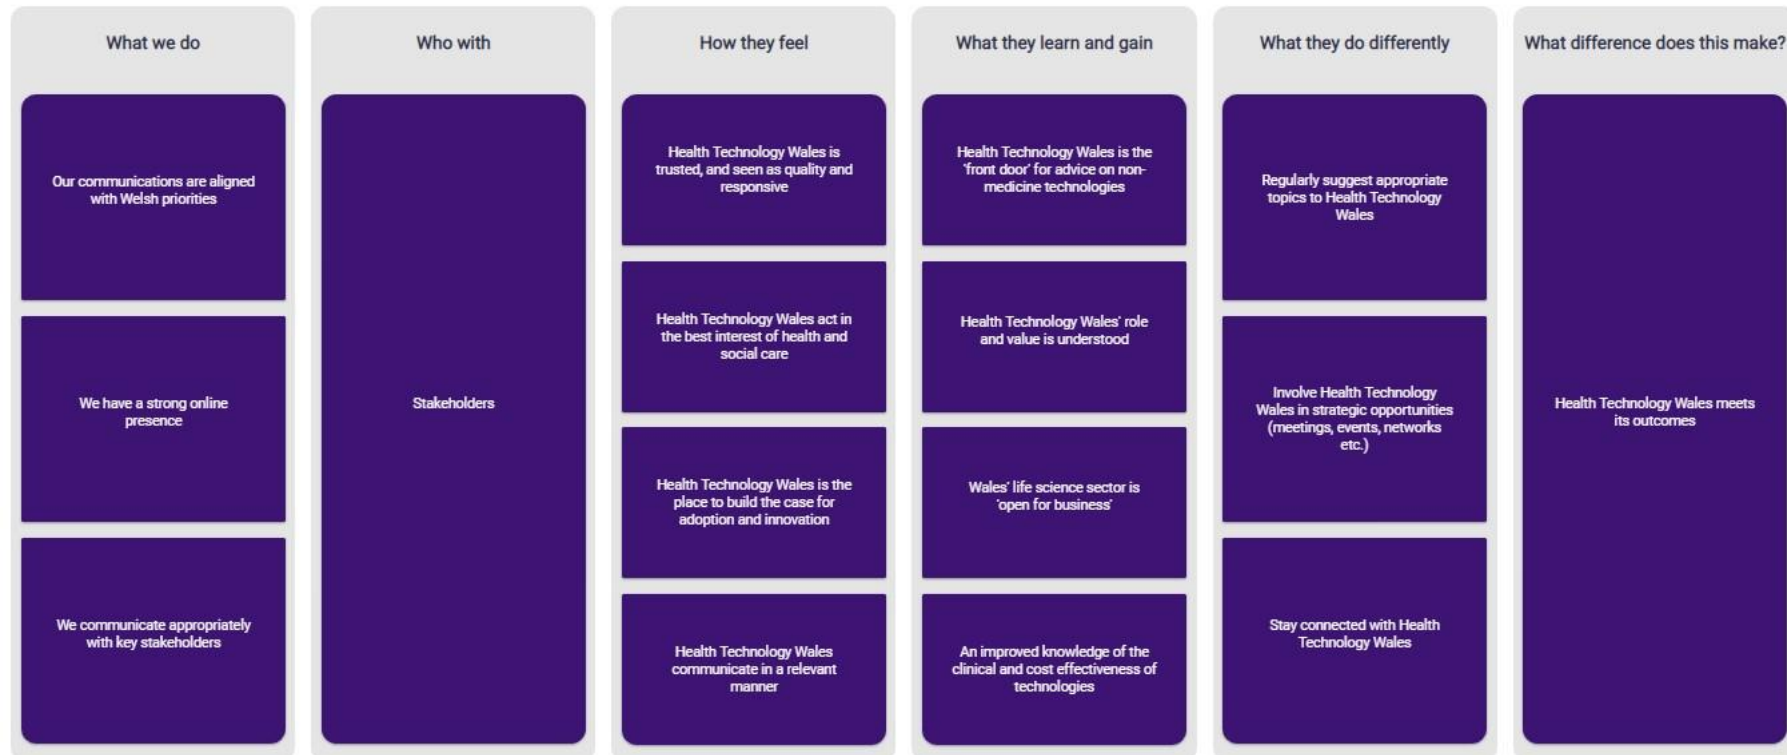 What we do
Our communications are aligned
with Welsh priorities
We have a strong online
presence
We communicate appropriately
with key stakeholders
Who with
Stakeholders
How they feel
Health Technology Wales is
trusted, and seen as quality and
responsive
Health Technology Wales act in
the best interest of health and
social care
Health Technology Wales is the
place to build the case for
adoption and innovation
Health Technology Wales
communicate in a relevant
manner
What they learn and gain
Health Technology Wales is the
'front door' for advice on non-
medicine technologies
Health Technology Wales' role
and value is understood
Wales' life science sector is
'open for business'
An improved knowledge of the
clinical and cost effectiveness of
technologies
What they do differently
Regularly suggest appropriate
topics to Health Technology
Wales
Involve Health Technology
Wales in strategic opportunities
(meetings, events, networks
etc.)
Stay connected with Health
Technology Wales
What difference does this make?
Health Technology Wales meets
its outcomes